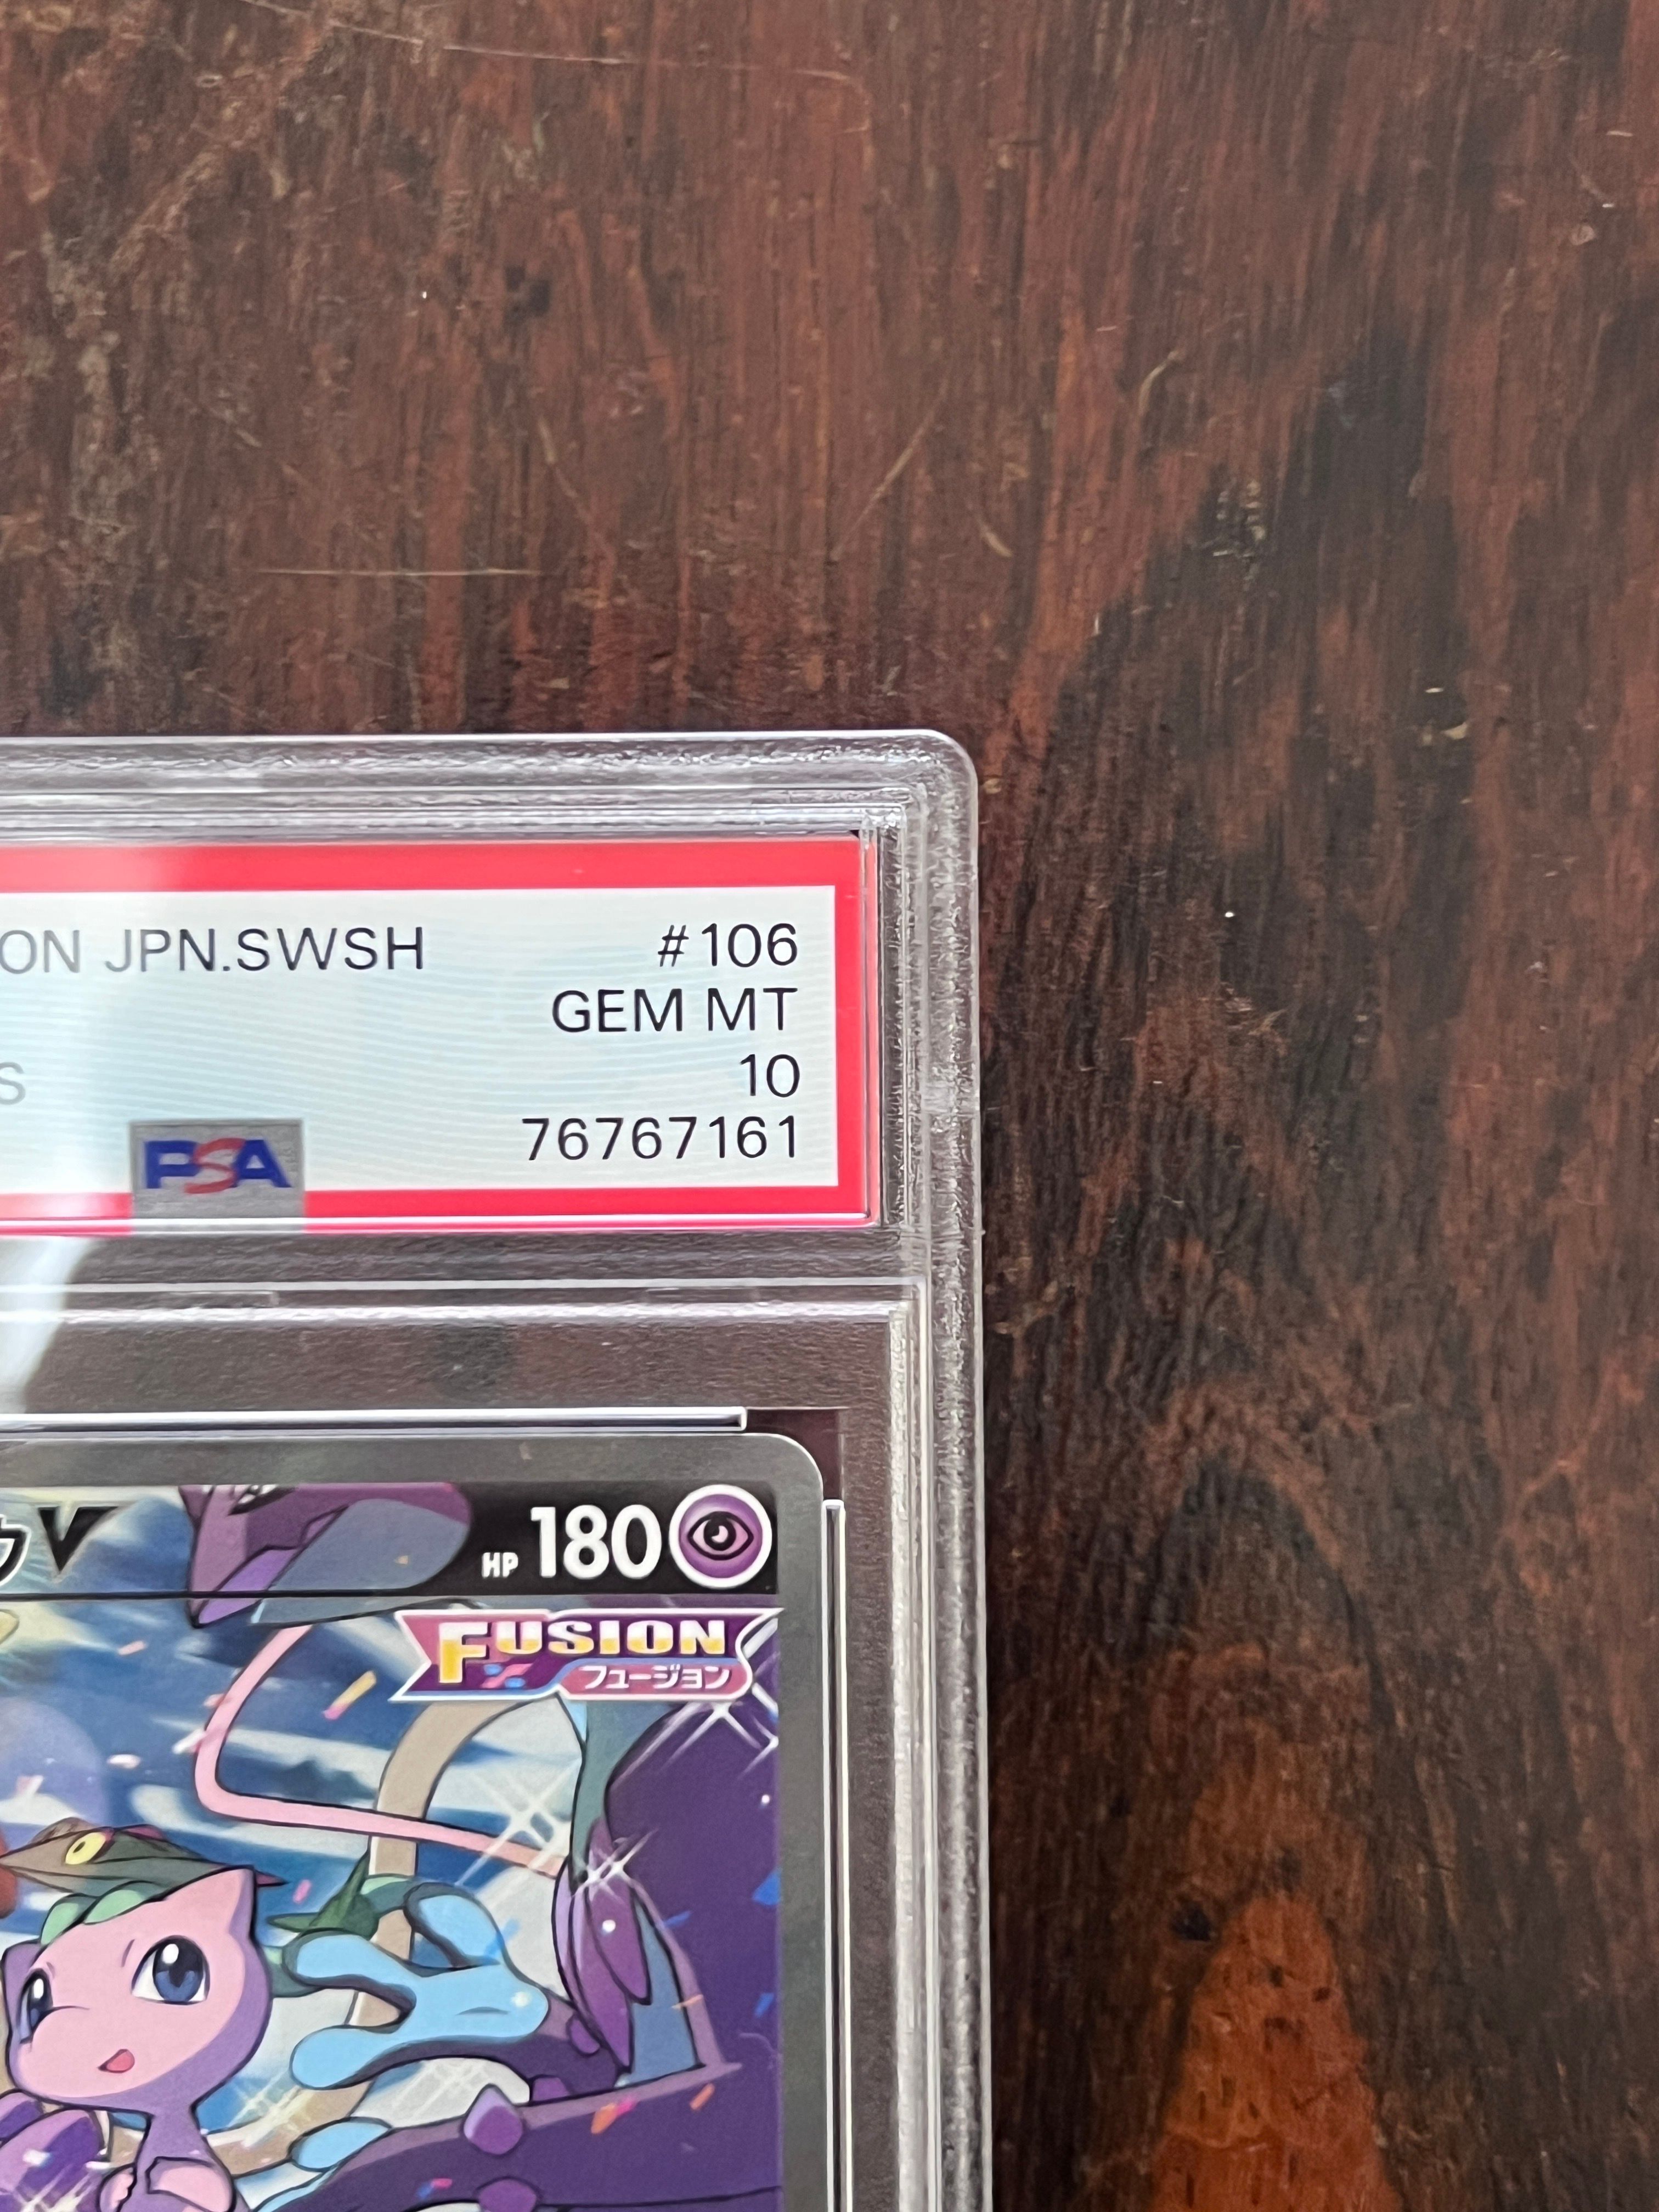 ON JPN.SWSH #106
GEM MT
S 10
PSA 76767161
V HP 180
FUSION
フュージョン